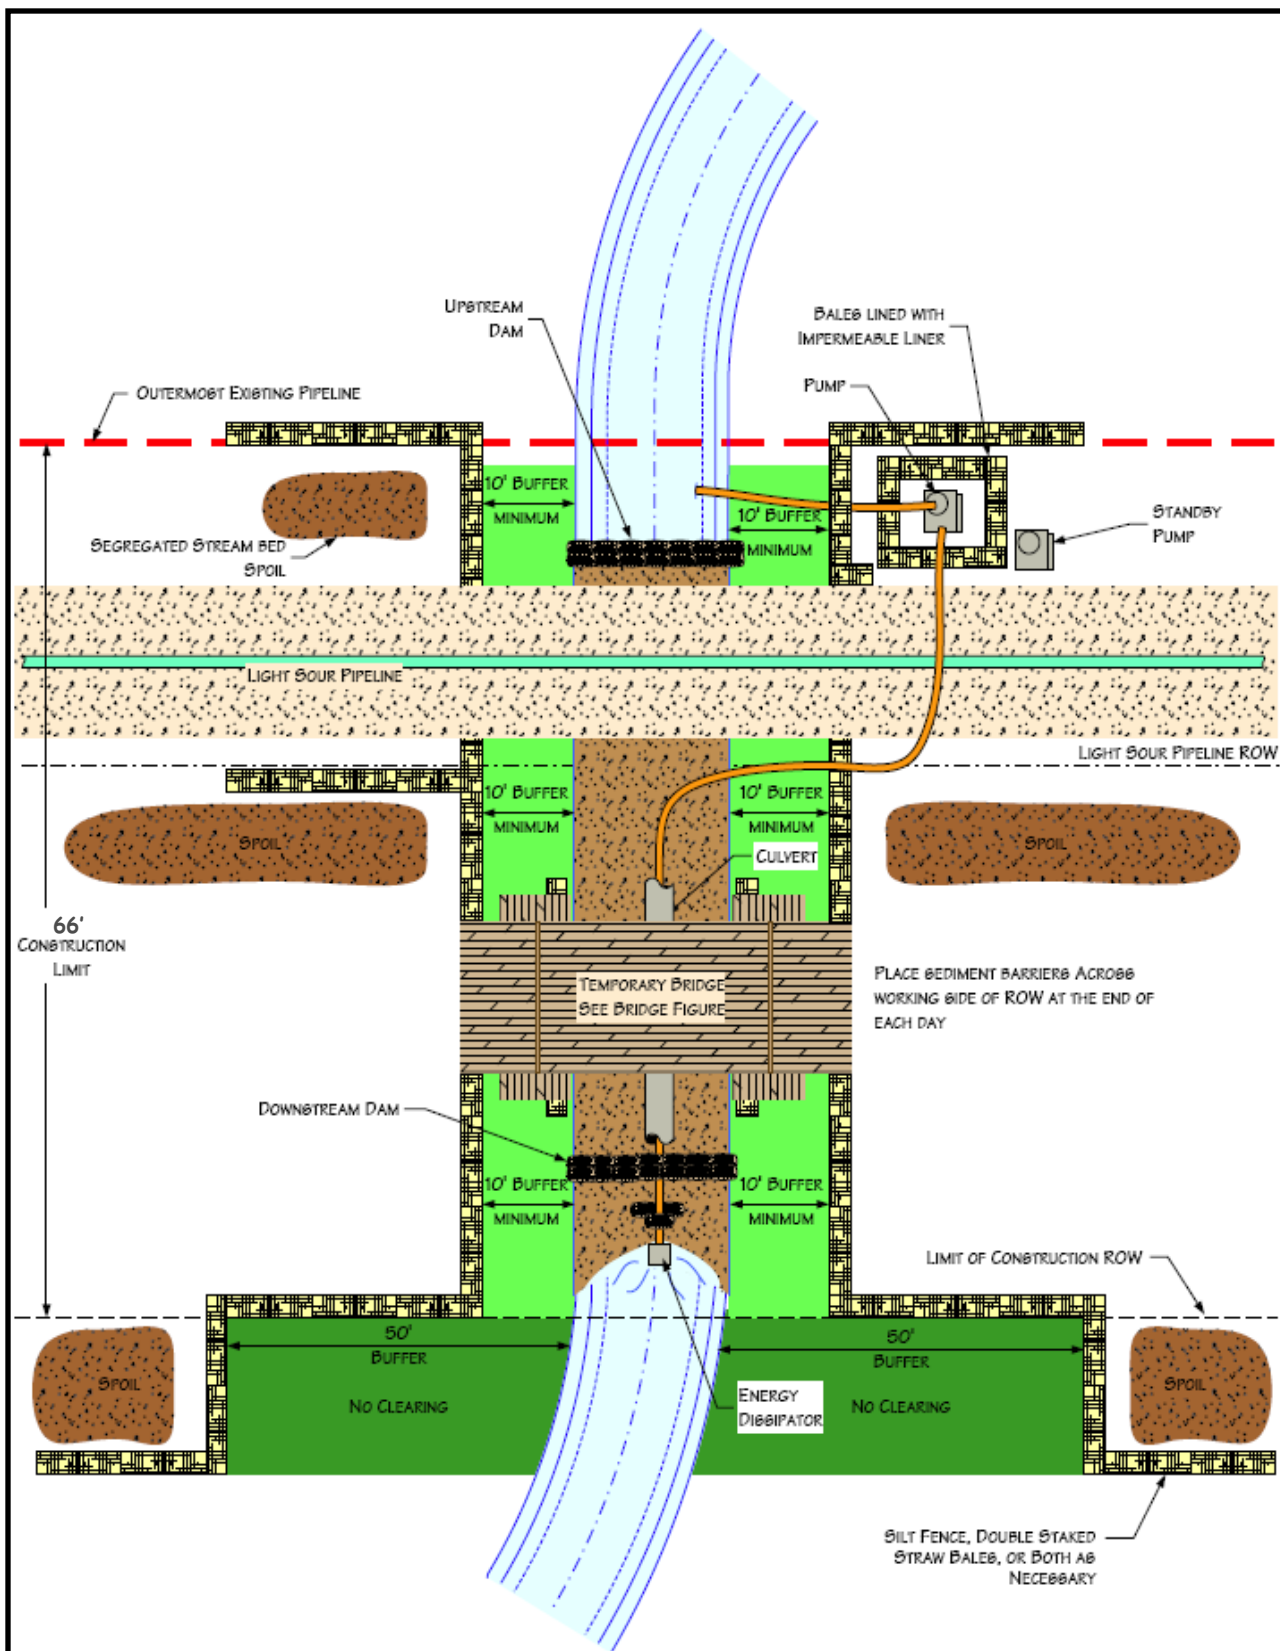 Upstream
Dam
Bales lined with
Impermeable Liner
Pump
Outermost Existing Pipeline
10' Buffer
minimum
10' Buffer
minimum
Standby
Pump
Segregated Stream bed
Spoil
Light Sour Pipeline
Light Sour Pipeline ROW
10' Buffer
minimum
10' Buffer
minimum
Spoil
Spoil
Culvert
66'
Construction
Limit
Temporary Bridge
See Bridge Figure
Place sediment barriers Across
working side of ROW at the end of
each day
Downstream Dam
10' Buffer
minimum
10' Buffer
minimum
Limit of Construction ROW
50'
Buffer
50'
Buffer
Spoil
Spoil
No Clearing
No Clearing
Energy
Dissipator
Silt Fence, Double Staked
Straw Bales, or Both as
Necessary